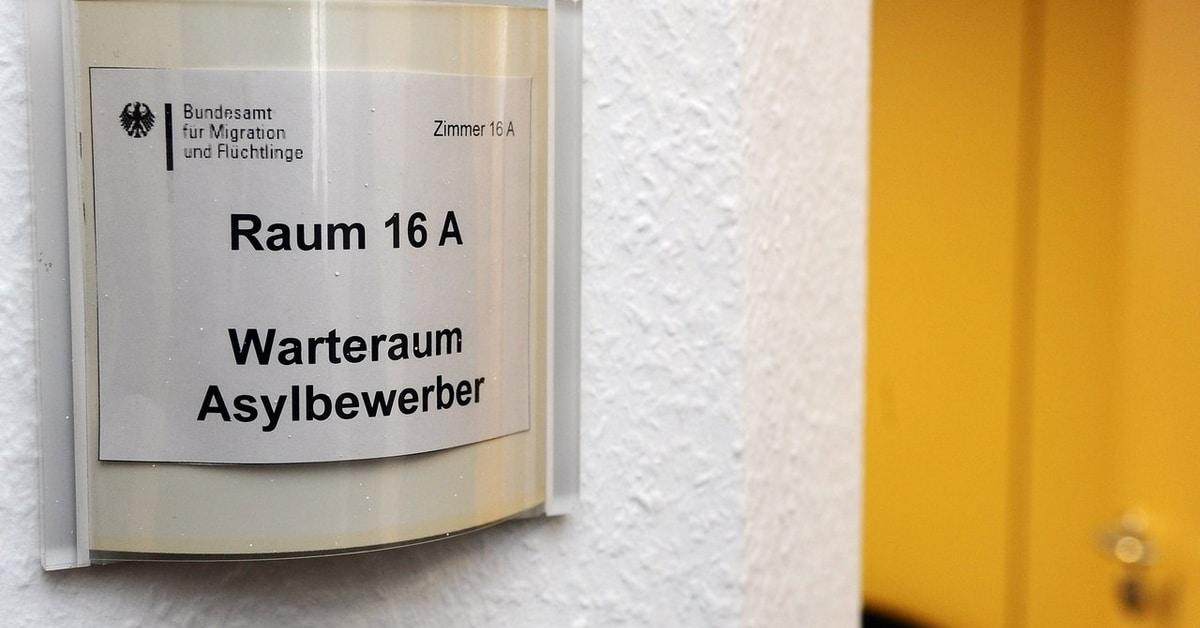 Bundesamt
für Migration
und Flüchtlinge
Zimmer 16 A
Raum 16 A
Warteraum
Asylbewerber